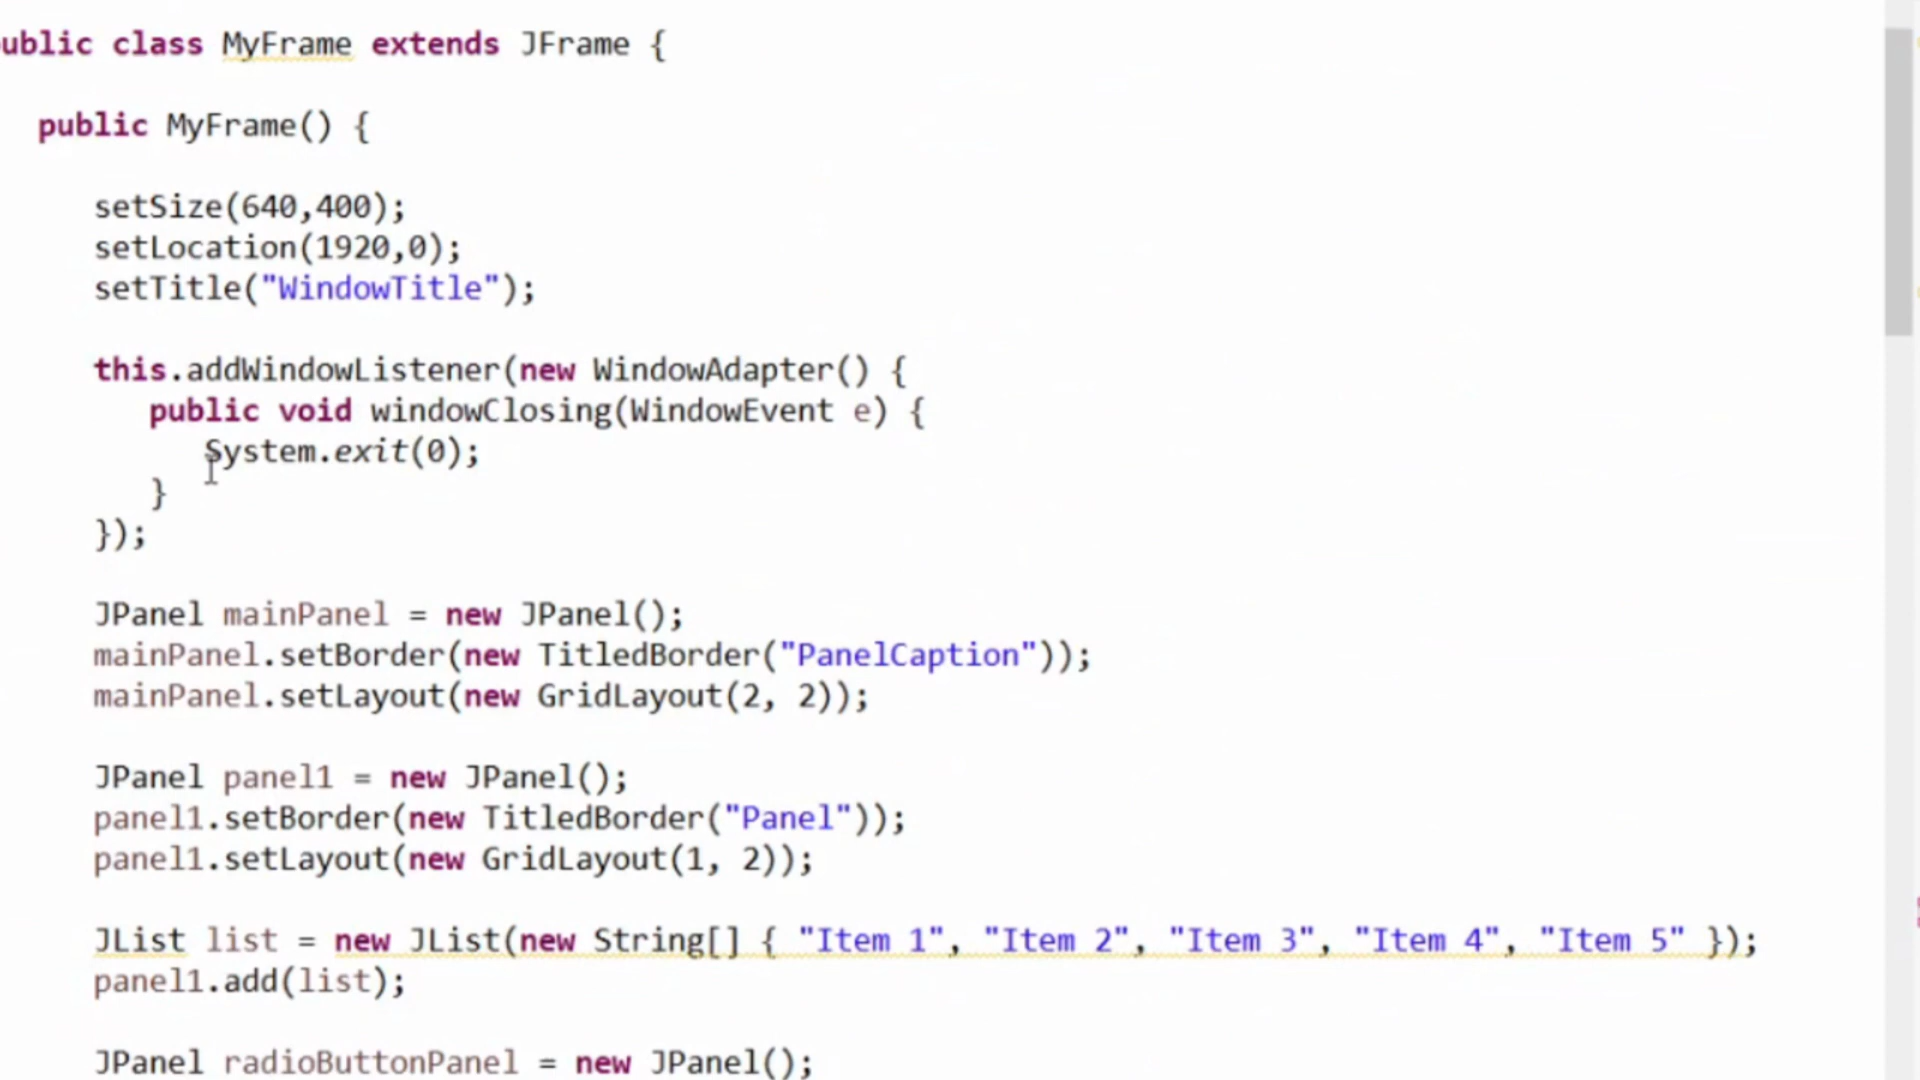 ublic class MyFrame extends JFrame {
public MyFrame() {
setSize(640,400);
setLocation(1920,0);
setTitle("WindowTitle");
this.addWindowListener(new WindowAdapter() {
public void windowClosing(WindowEvent e) {
System.exit(0);
}
});
JPanel mainPanel = new JPanel();
mainPanel.setBorder(new TitledBorder("PanelCaption"));
mainPanel.setLayout(new GridLayout(2, 2));
JPanel panel1 = new JPanel();
panel1.setBorder(new TitledBorder("Panel"));
panel1.setLayout(new GridLayout(1, 2));
JList list = new JList(new String[] { "Item 1", "Item 2", "Item 3", "Item 4", "Item 5" });
panel1.add(list);
JPanel radioButtonPanel = new JPanel();